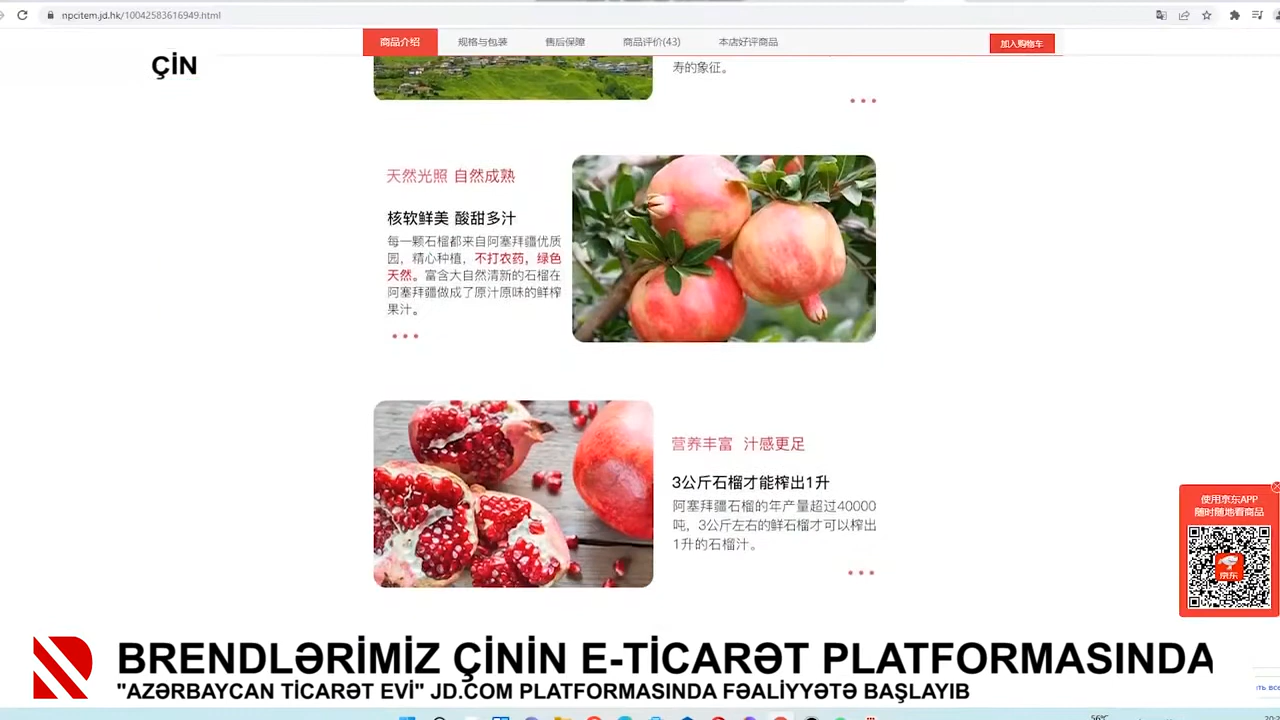 npcitem.jd.hk/10042583616949.html
商品介绍 规格与包装 售后保障 商品评价(43) 本店好评商品 加入购物车
ÇİN
寿的象征。
天然光照 自然成熟
核软鲜美 酸甜多汁
每一颗石榴都来自阿塞拜疆优质
园，精心种植，不打农药，绿色
天然。富含大自然清新的石榴在
阿塞拜疆做成了原汁原味的鲜榨
果汁。
营养丰富 汁感更足
3公斤石榴才能榨出1升
阿塞拜疆石榴的年产量超过40000
吨，3公斤左右的鲜石榴才可以榨出
1升的石榴汁。
使用京东APP
随时随地看商品
京东
BRENDLƏRİMİZ ÇİNİN E-TİCARƏT PLATFORMASINDA
"AZƏRBAYCAN TİCARƏT EVİ" JD.COM PLATFORMASINDA FƏALİYYƏTƏ BAŞLAYIB
56°C